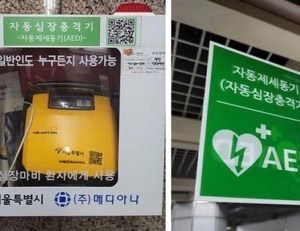 자동심장충격기
~자동제세동기(AED)~
일반인도 누구든지 사용가능
MEDIANA
심장마비 환자에게 사용
서울특별시 (주)메디아나
자동제세동기
(자동심장충격기
AE